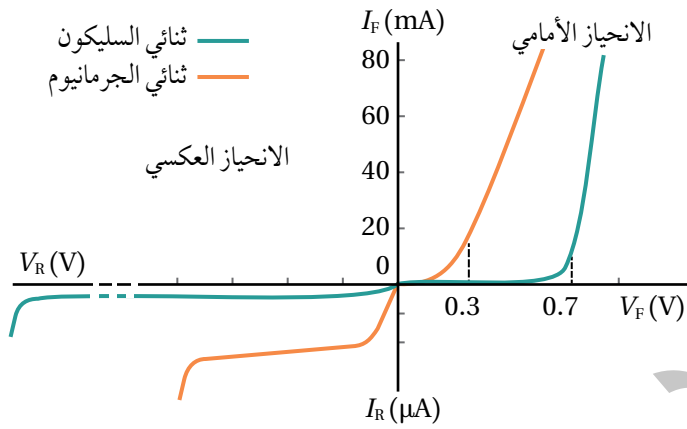 I_F (mA)
الانحياز الأمامي
ثنائي السليكون
ثنائي الجرمانيوم
80
60
الانحياز العكسي
40
20
V_R (V)
0
0.3
0.7
V_F (V)
I_R (μA)